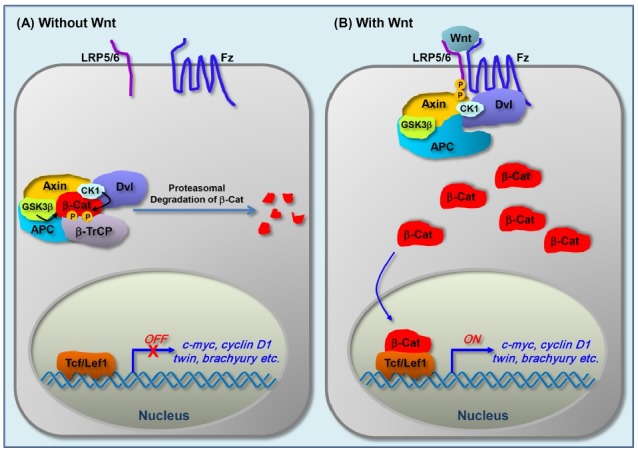 (A) Without Wnt
LRP5/6
Fz
Axin
CK1
Dvl
GSK3β
β-Cat
P P
APC
β-TrCP
Proteasomal
Degradation of β-Cat
OFF
X
c-myc, cyclin D1
twin, brachyury etc.
Tcf/Lef1
Nucleus
(B) With Wnt
Wnt
LRP5/6
Fz
P
P
Axin
CK1
Dvl
GSK3β
APC
β-Cat
β-Cat
β-Cat
β-Cat
β-Cat
β-Cat
ON
c-myc, cyclin D1
twin, brachyury etc.
Tcf/Lef1
Nucleus